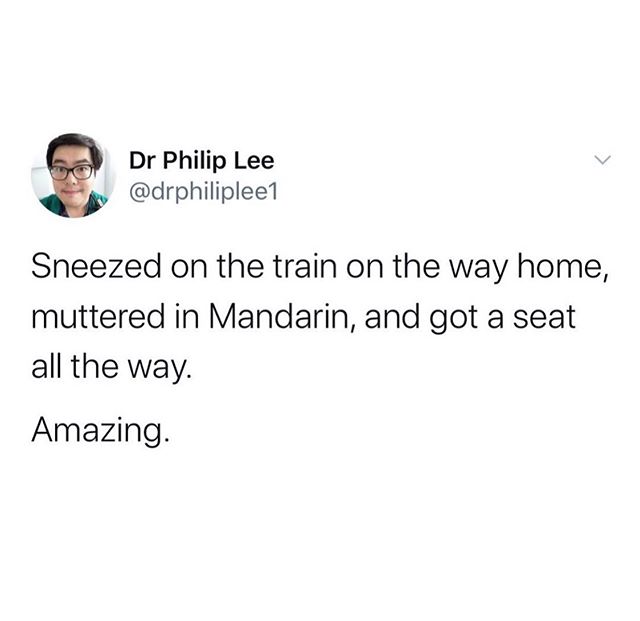 Dr Philip Lee
@drphiliplee1
Sneezed on the train on the way home,
muttered in Mandarin, and got a seat
all the way.
Amazing.